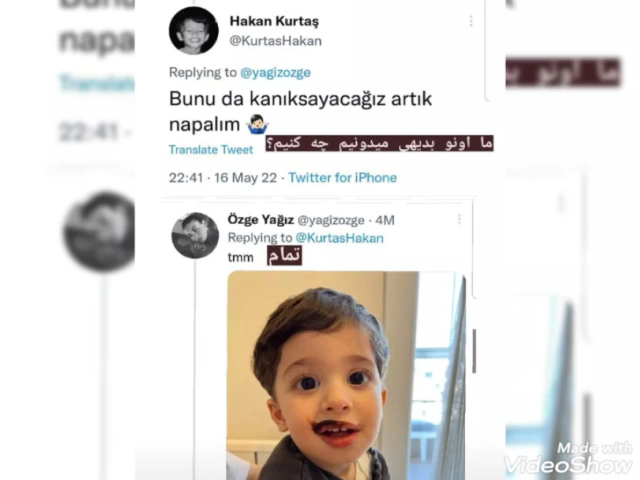 Hakan Kurtaş
@KurtasHakan
Replying to @yagizozge
Bunu da kanıksayacağız artık
napalım 🤷🏻‍♂️
ما اونو بدیهی میدونیم چه کنیم؟
Translate Tweet
22:41 · 16 May 22 · Twitter for iPhone
Özge Yağız @yagizozge · 4M
Replying to @KurtasHakan
tmm تمام
Made with
VideoShow